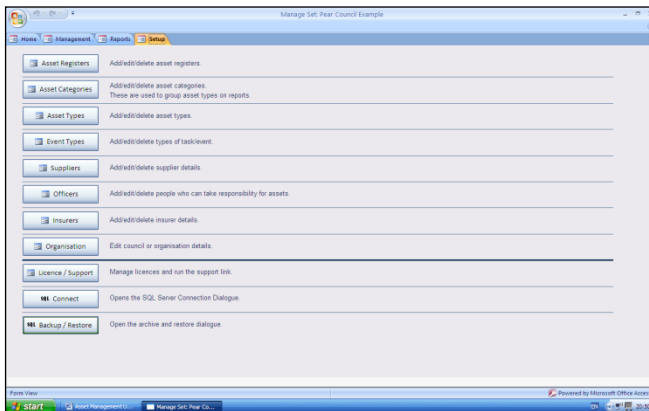 Manage Set: Pear Council Example
Home Management Reports Setup
Asset Registers Add/edit/delete asset registers.
Asset Categories Add/edit/delete asset categories.
These are used to group asset types on reports.
Asset Types Add/edit/delete asset types.
Event Types Add/edit/delete types of task/event.
Suppliers Add/edit/delete supplier details.
Officers Add/edit/delete people who can take responsibility for assets.
Insurers Add/edit/delete insurer details.
Organisation Edit council or organisation details.
Licence / Support Manage licences and run the support link.
SQL Connect Opens the SQL Server Connection Dialogue.
SQL Backup / Restore Open the archive and restore dialogue.
Form View Powered by Microsoft Office Acces
start Asset Management U... Manage Set: Pear Co... EN